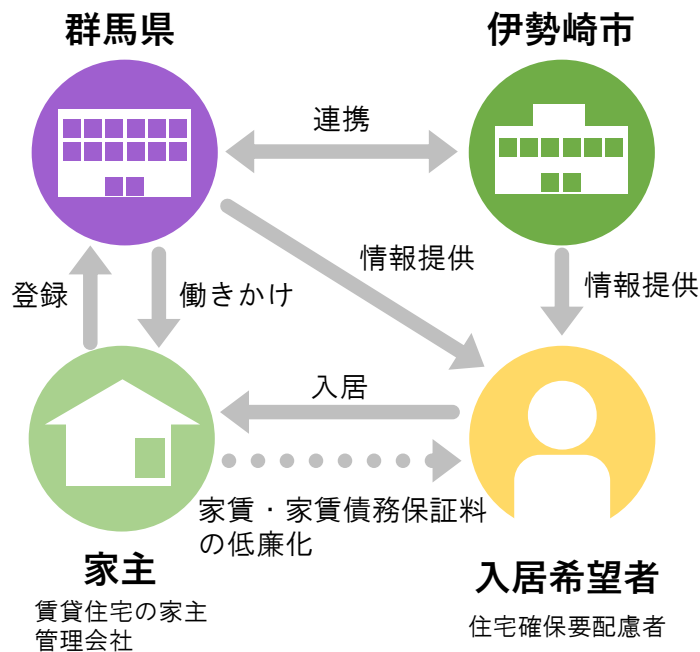 群馬県
伊勢崎市
連携
情報提供
情報提供
登録
働きかけ
入居
家賃・家賃債務保証料
の低廉化
家主
賃貸住宅の家主
管理会社
入居希望者
住宅確保要配慮者